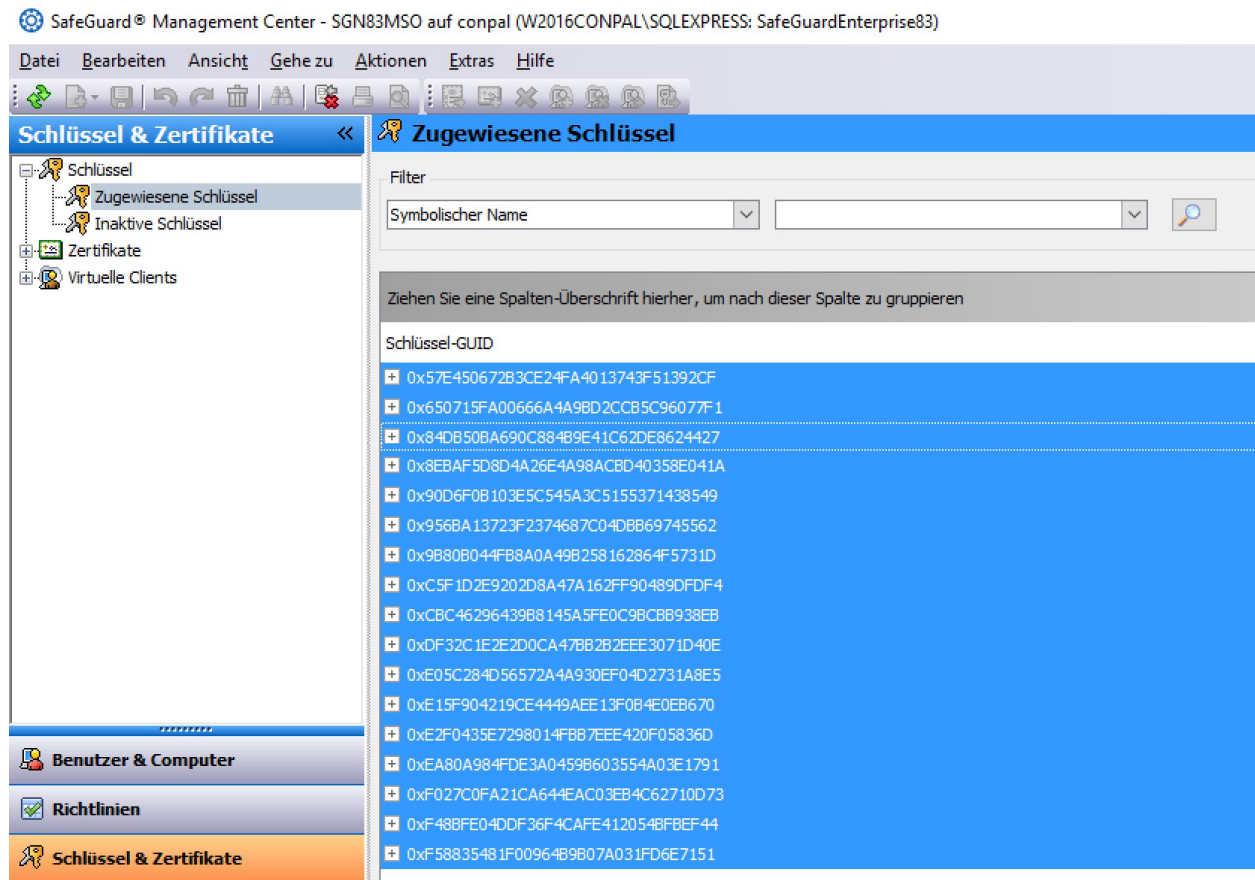 SafeGuard® Management Center - SGN83MSO auf conpal (W2016CONPAL\SQLEXPRESS: SafeGuardEnterprise83)
Datei Bearbeiten Ansicht Gehe zu Aktionen Extras Hilfe
Schlüssel & Zertifikate «
Schlüssel
Zugewiesene Schlüssel
Inaktive Schlüssel
Zertifikate
Virtuelle Clients
Benutzer & Computer
Richtlinien
Schlüssel & Zertifikate
Zugewiesene Schlüssel
Filter
Symbolischer Name
Ziehen Sie eine Spalten-Überschrift hierher, um nach dieser Spalte zu gruppieren
Schlüssel-GUID
0x57E450672B3CE24FA4013743F51392CF
0x650715FA00666A4A9BD2CCB5C96077F1
0x84DB50BA690C884B9E41C62DE8624427
0x8EBAF5D8D4A26E4A98ACBD40358E041A
0x90D6F0B103E5C545A3C5155371438549
0x956BA13723F2374687C04DBB69745562
0x9B80B044FB8A0A49B258162864F5731D
0xC5F1D2E9202D8A47A162FF90489DFDF4
0xCBC46296439B8145A5FE0C9BCBB938EB
0xDF32C1E2E2D0CA47BB2B2EEE3071D40E
0xE05C284D56572A4A930EF04D2731A8E5
0xE15F904219CE4449AEE13F0B4E0EB670
0xE2F0435E7298014FBB7EEE420F05836D
0xEA80A984FDE3A0459B603554A03E1791
0xF027C0FA21CA644EAC03EB4C62710D73
0xF48BFE04DDF36F4CAFE412054BFBEF44
0xF58835481F00964B9B07A031FD6E7151